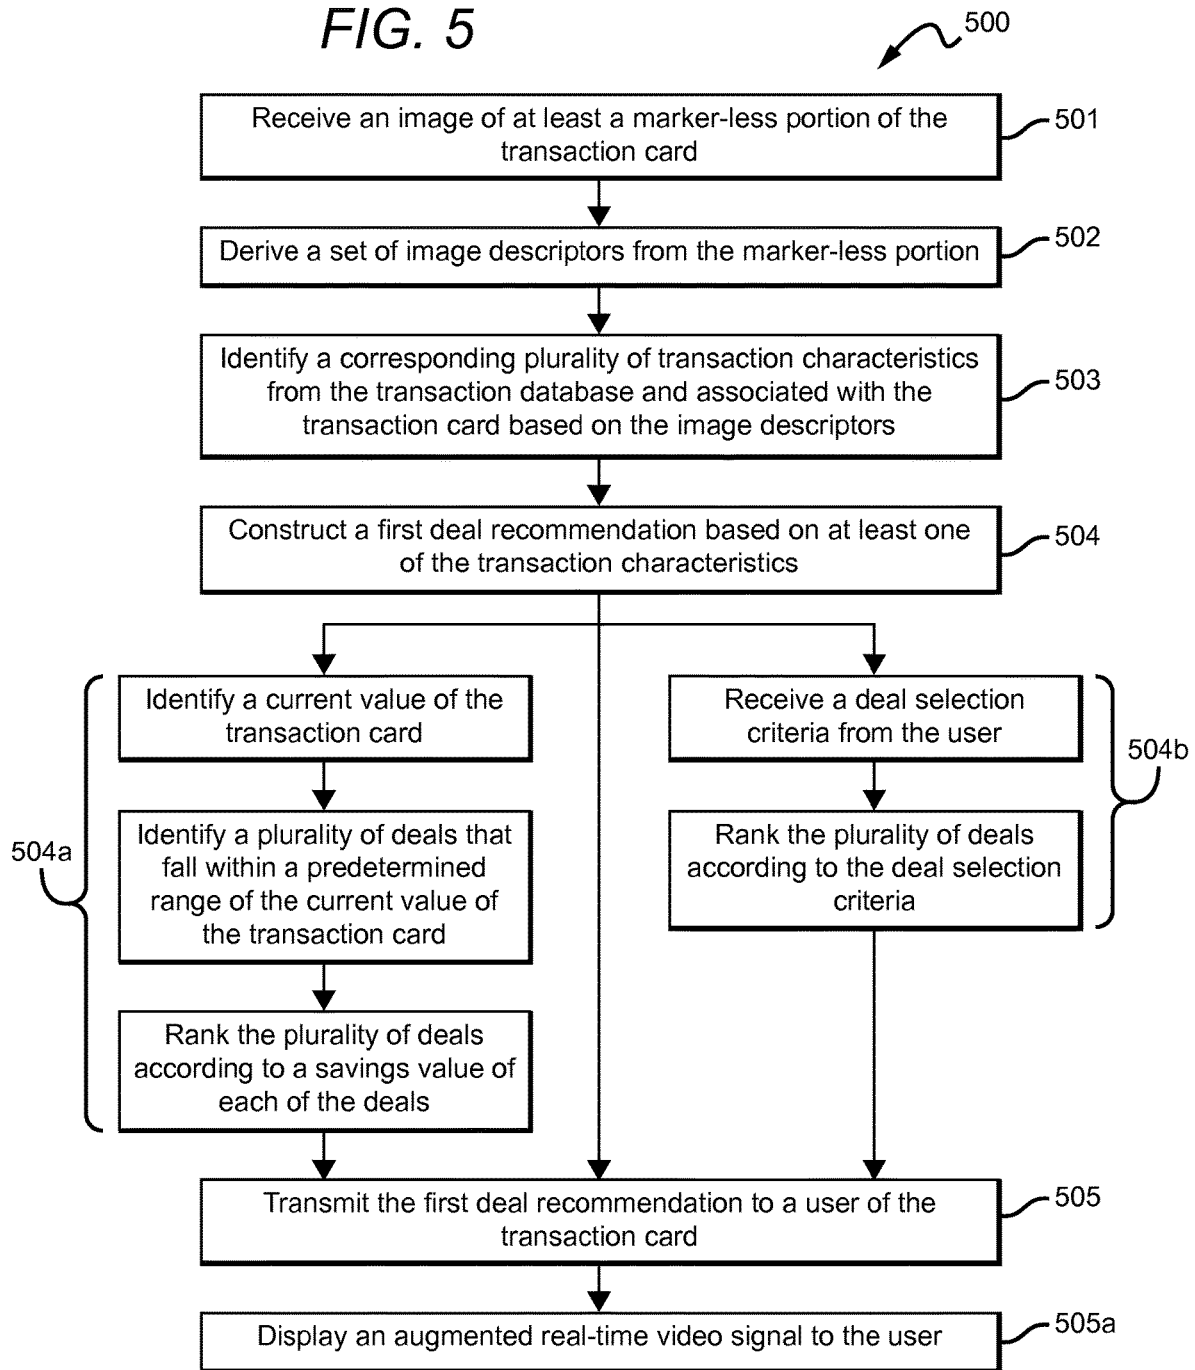 FIG. 5
500
Receive an image of at least a marker-less portion of the
transaction card
501
Derive a set of image descriptors from the marker-less portion
502
Identify a corresponding plurality of transaction characteristics
from the transaction database and associated with the
transaction card based on the image descriptors
503
Construct a first deal recommendation based on at least one
of the transaction characteristics
504
504a
Identify a current value of the
transaction card
Identify a plurality of deals that
fall within a predetermined
range of the current value of
the transaction card
Rank the plurality of deals
according to a savings value of
each of the deals
Receive a deal selection
criteria from the user
Rank the plurality of deals
according to the deal selection
criteria
504b
Transmit the first deal recommendation to a user of the
transaction card
505
Display an augmented real-time video signal to the user
505a